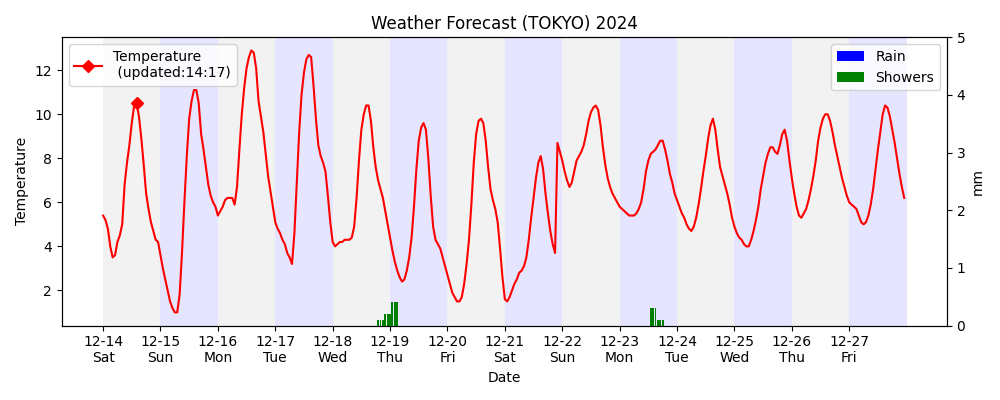 Weather Forecast (TOKYO) 2024
Temperature
(updated:14:17)
Rain
Showers
Temperature
12
10
8
6
4
2
5
4
3
2
1
0
mm
12-14 12-15 12-16 12-17 12-18 12-19 12-20 12-21 12-22 12-23 12-24 12-25 12-26 12-27
Sat Sun Mon Tue Wed Thu Fri Sat Sun Mon Tue Wed Thu Fri
Date